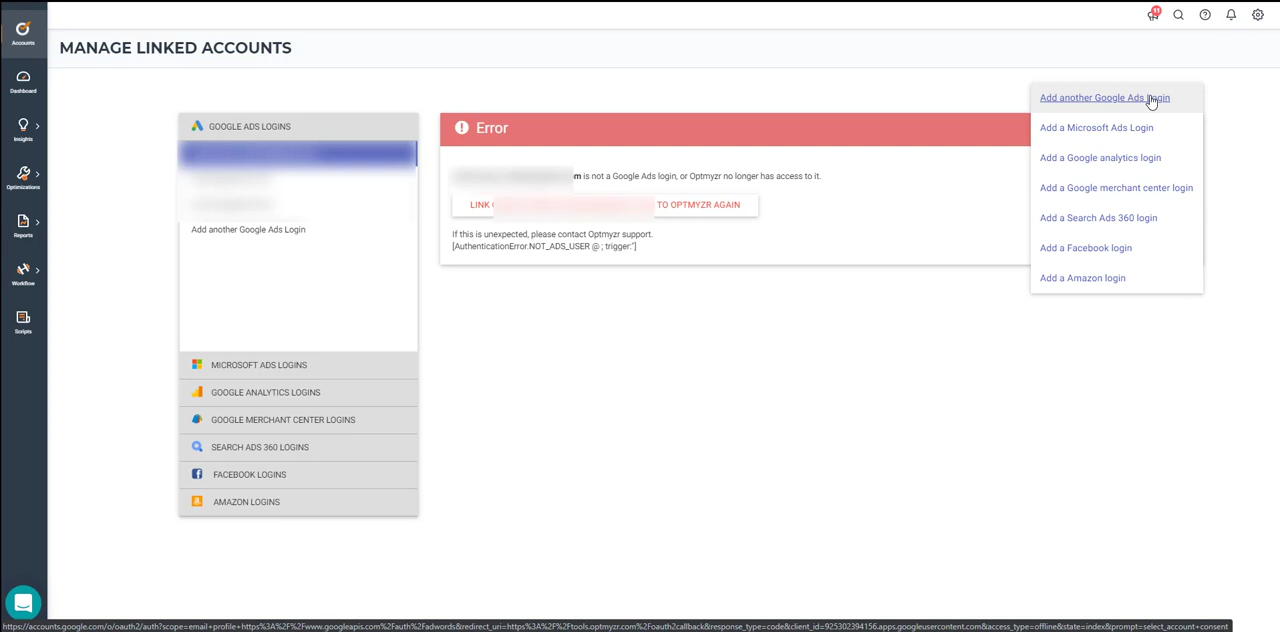 11
Accounts
MANAGE LINKED ACCOUNTS
Dashboard
Insights
Optimizations
Reports
Workflow
Scripts
GOOGLE ADS LOGINS
Add another Google Ads Login
MICROSOFT ADS LOGINS
GOOGLE ANALYTICS LOGINS
GOOGLE MERCHANT CENTER LOGINS
SEARCH ADS 360 LOGINS
FACEBOOK LOGINS
AMAZON LOGINS
Error
m is not a Google Ads login, or Optmyzr no longer has access to it.
LINK TO OPTMYZR AGAIN
If this is unexpected, please contact Optmyzr support.
[AuthenticationError.NOT_ADS_USER @ ; trigger:"]
Add another Google Ads Login
Add a Microsoft Ads Login
Add a Google analytics login
Add a Google merchant center login
Add a Search Ads 360 login
Add a Facebook login
Add a Amazon login
https://accounts.google.com/o/oauth2/auth?scope=email+profile+https%3A%2F%2Fwww.googleapis.com%2Fauth%2Fadwords&redirect_uri=https%3A%2F%2Ftools.optmyzr.com%2Foauth2callback&response_type=code&client_id=925302394156.apps.googleusercontent.com&access_type=offline&state=index&prompt=select_account+consent